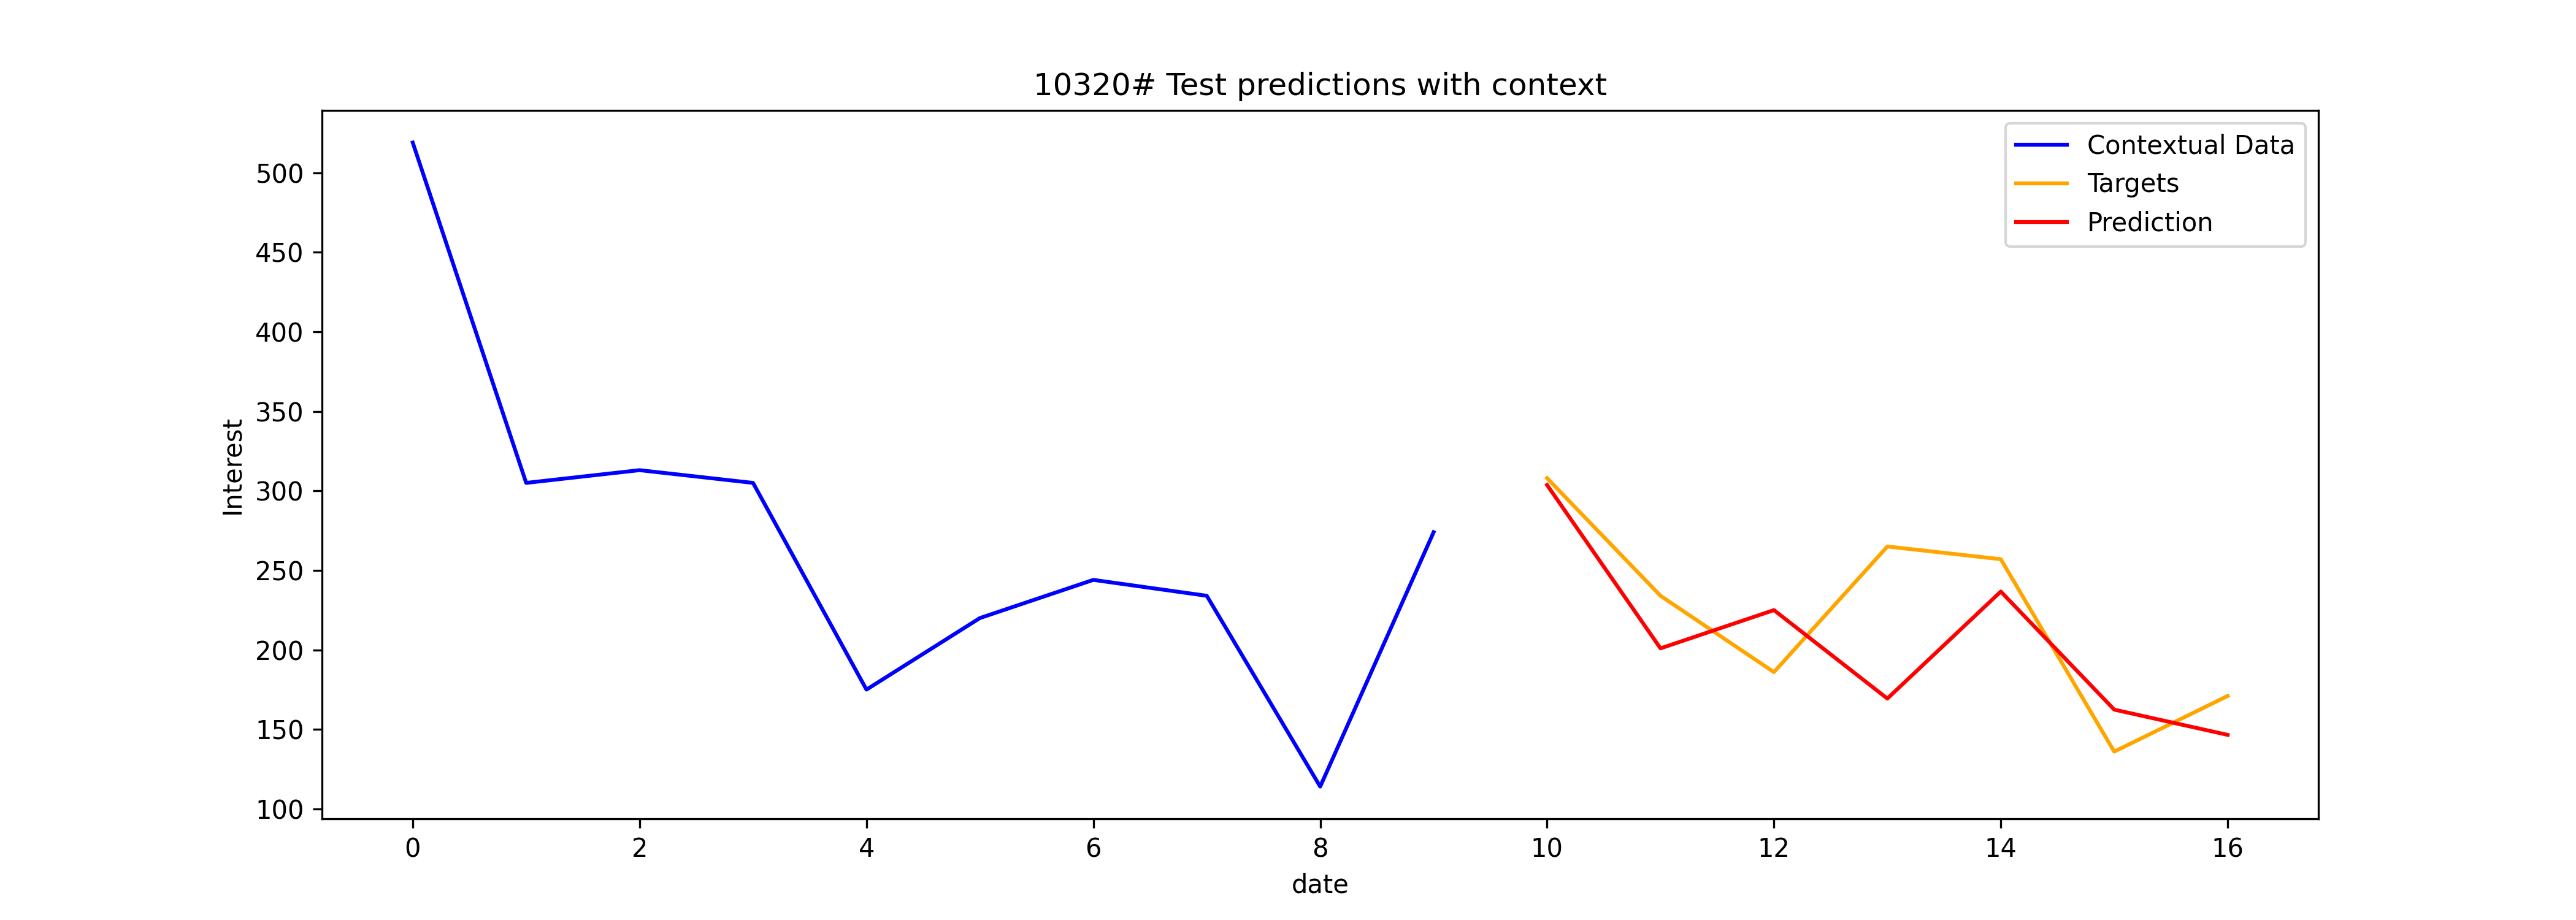 10320# Test predictions with context
Contextual Data
Targets
Prediction
Interest
500
450
400
350
300
250
200
150
100
0 2 4 6 8 10 12 14 16
date